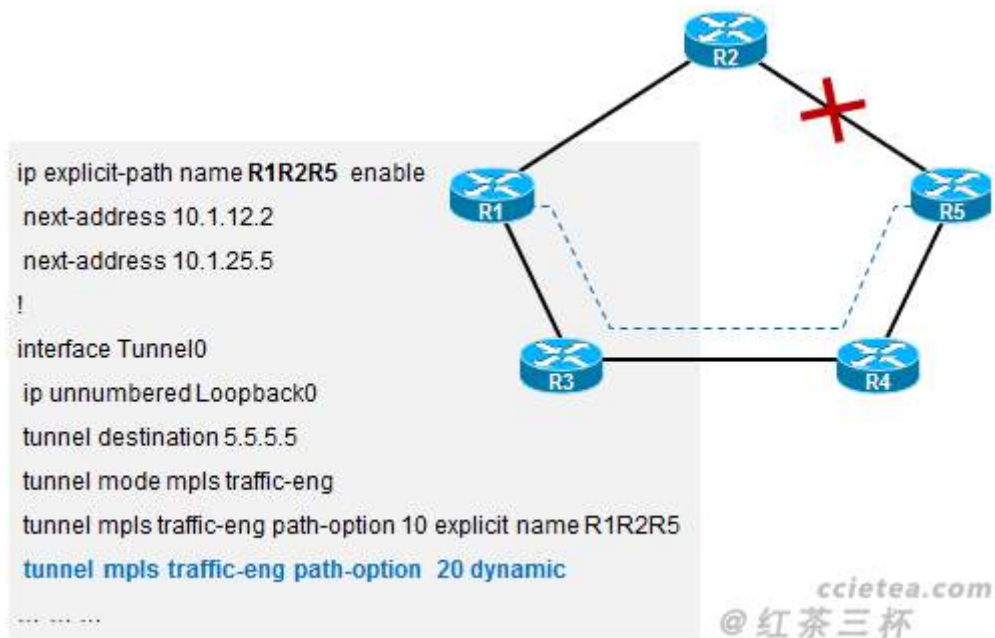 R2
R1
R5
R3
R4
ip explicit-path name R1R2R5 enable
next-address 10.1.12.2
next-address 10.1.25.5
!
interface Tunnel0
ip unnumbered Loopback0
tunnel destination 5.5.5.5
tunnel mode mpls traffic-eng
tunnel mpls traffic-eng path-option 10 explicit name R1R2R5
tunnel mpls traffic-eng path-option 20 dynamic
... ... ...
ccietea.com
@红茶三杯